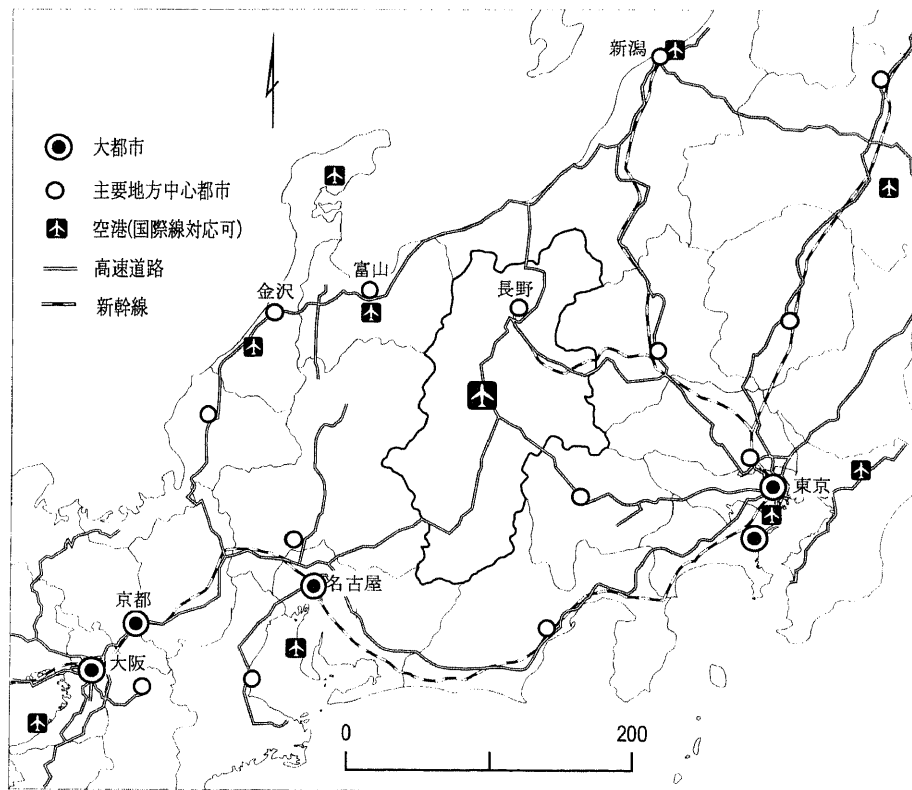 新潟
大都市
主要地方中心都市
空港(国際線対応可)
高速道路
新幹線
富山
金沢
長野
東京
名古屋
京都
大阪
0 200